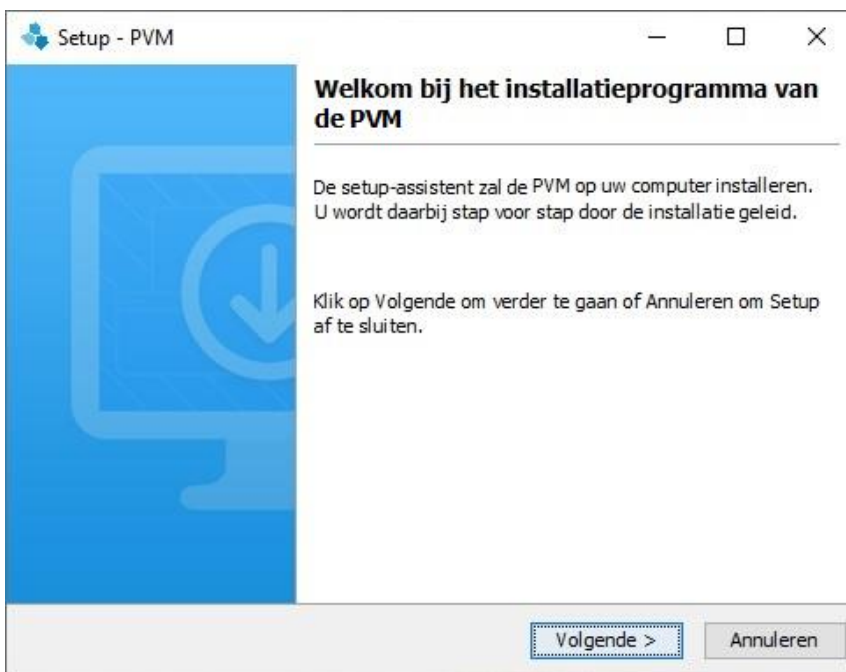 Setup - PVM
Welkom bij het installatieprogramma van
de PVM
De setup-assistent zal de PVM op uw computer installeren.
U wordt daarbij stap voor stap door de installatie geleid.
Klik op Volgende om verder te gaan of Annuleren om Setup
af te sluiten.
Volgende >
Annuleren